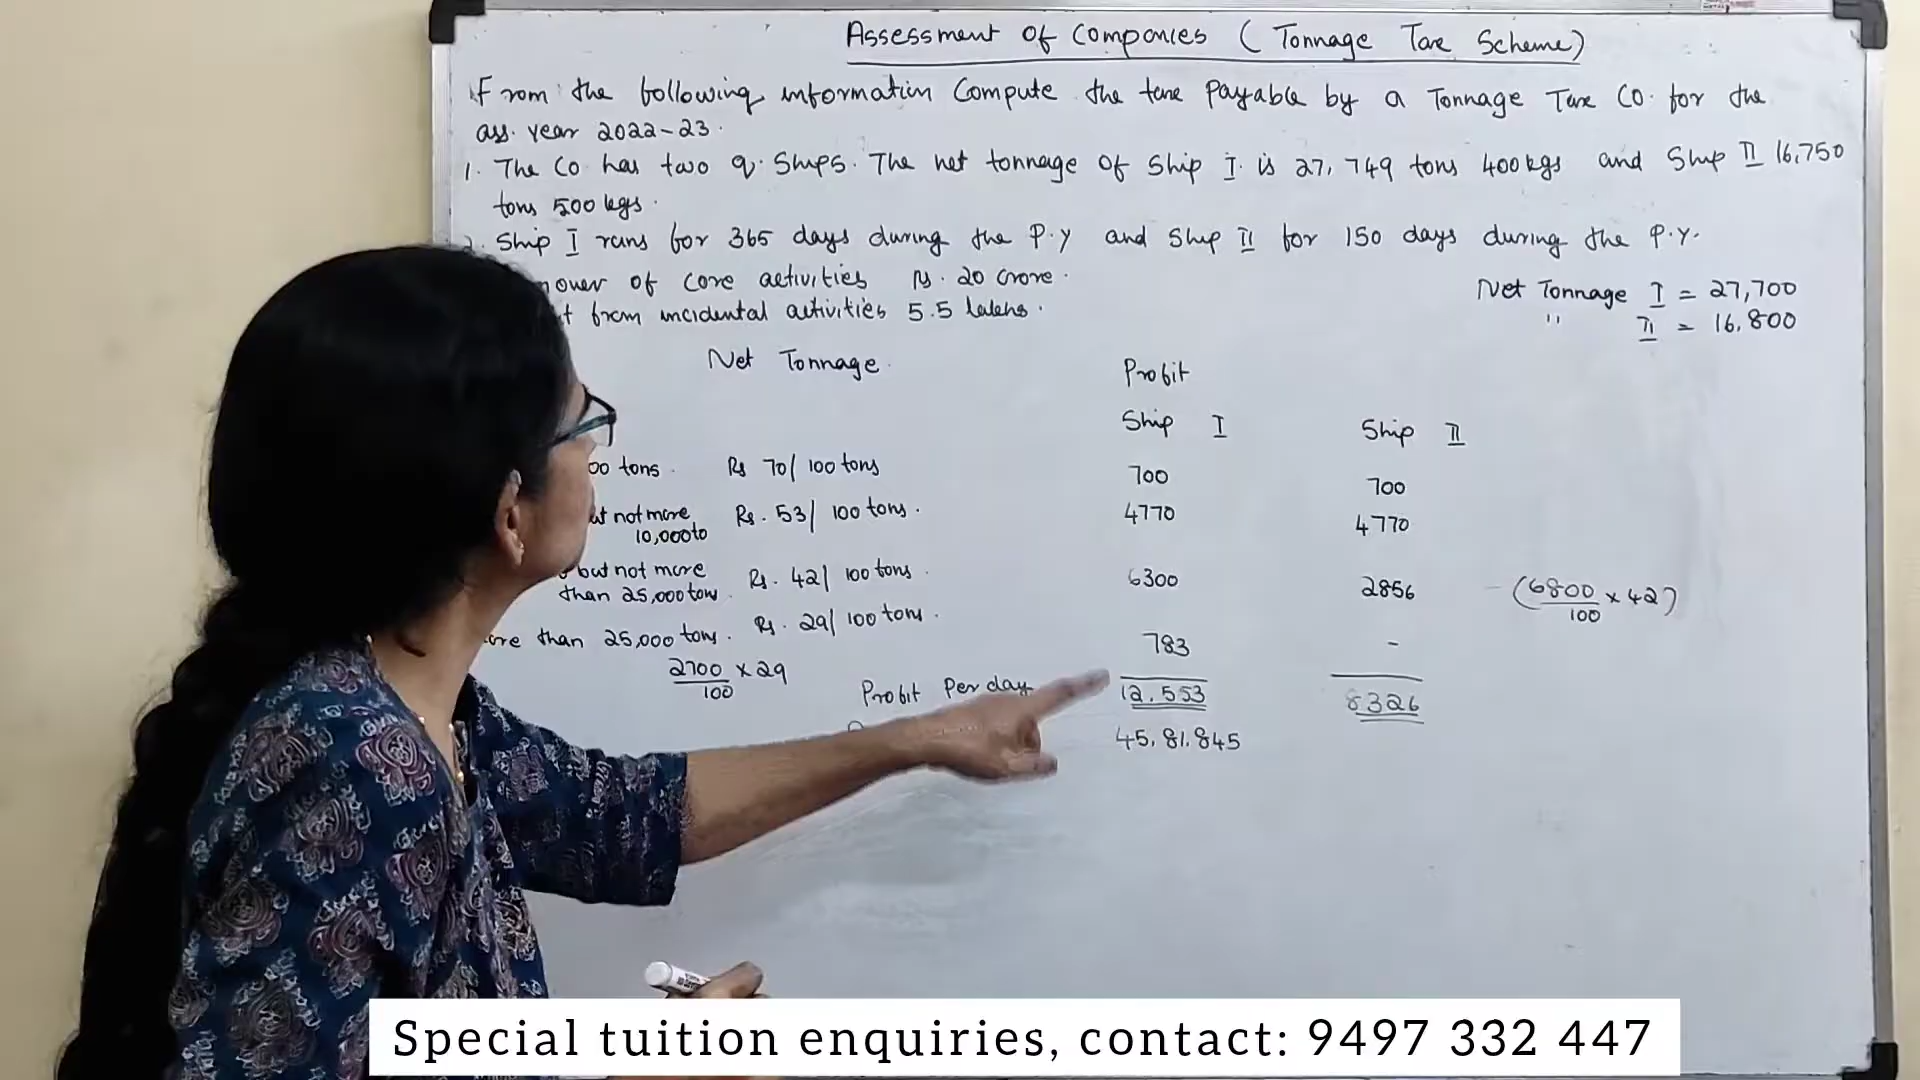 Assessment of Companies (Tonnage Tax Scheme)
From the following information Compute the tax Payable by a Tonnage Tax Co. for the
ass. year 2022-23.
1. The Co has two q. Ships. The net tonnage of Ship I is 27,749 tons 400kgs and Ship II 16,750
tons 500 kgs.
2. Ship I runs for 365 days during the P.Y and Ship II for 150 days during the P.Y.
over of core activities Rs. 20 crore.
from incidental activities 5.5 lakhs.
Net Tonnage I = 27,700
" II = 16,800
Net Tonnage
Profit
Ship I Ship II
00 tons. Rs 70/100 tons 700 700
not more Rs. 53/100 tons. 4770 4770
10,000to
but not more Rs. 42/100 tons. 6300 2856 (6800/100 x 42)
than 25,000 tons.
more than 25,000 tons. Rs. 29/100 tons. 783 -
2700/100 x 29
Profit Per day 12,553 8326
45,81,845
Special tuition enquiries, contact: 9497 332 447